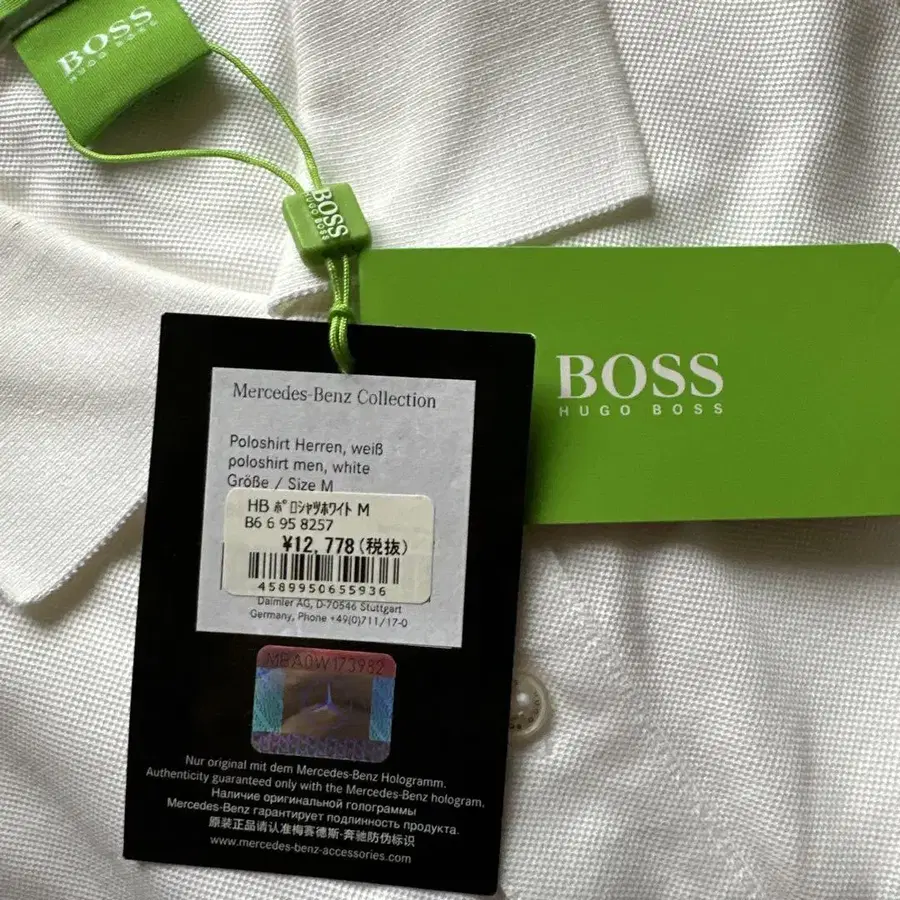 BOSS
HUGO BOSS
BOSS
HUGO BOSS
BOSS
HUGO BOSS
Mercedes-Benz Collection
Poloshirt Herren, weiß
poloshirt men, white
Größe / Size M
HB ポロシャツホワイト M
B6 6 95 8257
¥12,778(税抜)
4589950655936
Daimler AG, D-70546 Stuttgart
Germany, Phone +49(0)711/17-0
MBA0W173982
Nur original mit dem Mercedes-Benz Hologramm.
Authenticity guaranteed only with the Mercedes-Benz hologram.
Наличие оригинальной голограммы
Mercedes-Benz гарантирует подлинность продукта.
原装正品请认准梅赛德斯-奔驰防伪标识
www.mercedes-benz-accessories.com